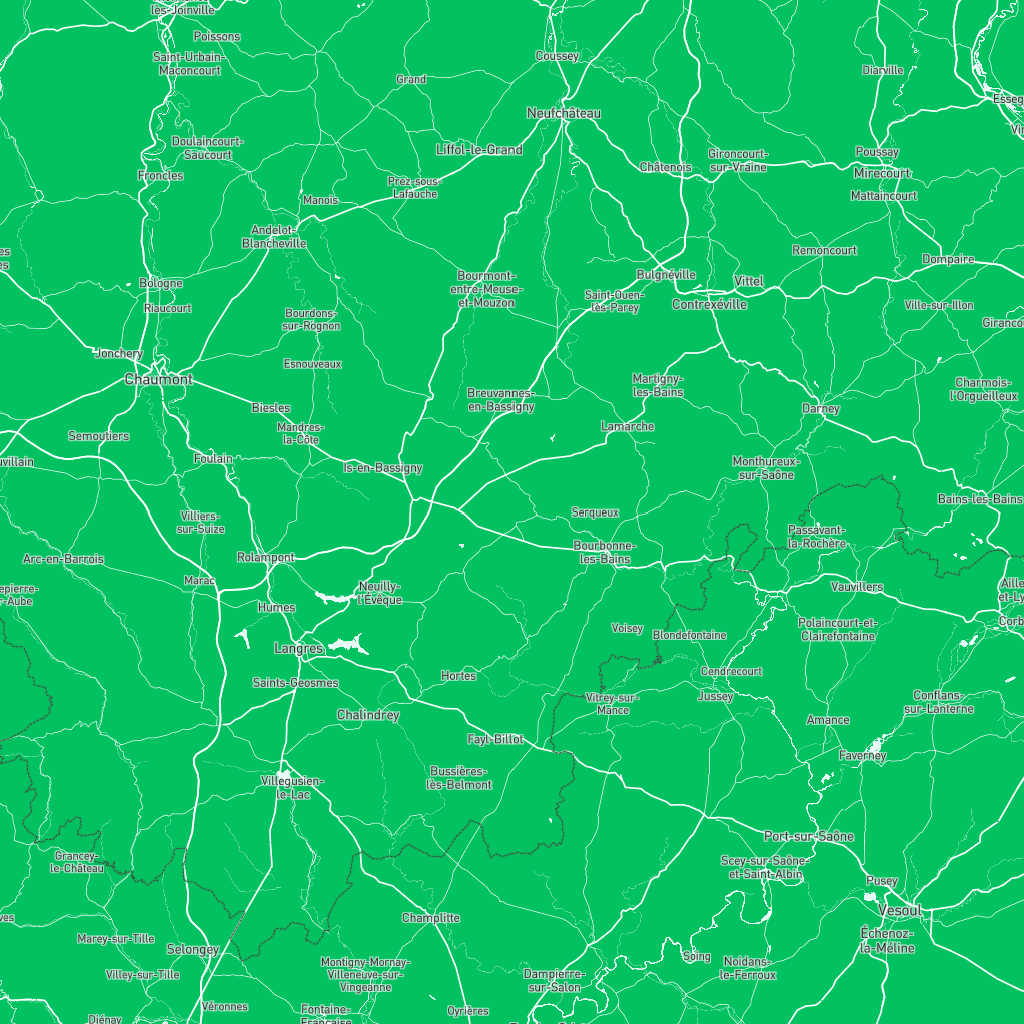 lès-Joinville
Poissons
Saint-Urbain-
Maconcourt
Coussey
Grand
Diarville
Neufchâteau
Doulaincourt-
Saucourt
Liffol-le-Grand
Gironcourt-
sur-Vraine
Châtenois
Poussay
Mirecourt
Froncles
Prez-sous-
Lafauche
Manois
Mattaincourt
Andelot-
Blancheville
Remoncourt
Dompaire
Bologne
Bourmont-
entre-Meuse-
et-Mouzon
Bulgnéville
Vittel
Saint-Ouen-
lès-Parey
Contrexéville
Ville-sur-Illon
Riaucourt
Bourdons-
sur-Rognon
Jonchery
Esnouveaux
Chaumont
Martigny-
les-Bains
Charmois-
l'Orgueilleux
Breuvannes-
en-Bassigny
Biesles
Darney
Mandres-
la-Côte
Lamarche
Semoutiers
Foulain
Is-en-Bassigny
Monthureux-
sur-Saône
Bains-les-Bains
Villiers-
sur-Suize
Serqueux
Passavant-
la-Rochère
Arc-en-Barrois
Rolampont
Bourbonne-
les-Bains
Marac
Neuilly-
l'Évêque
Vauvillers
Humes
Voisey
Blondefontaine
Polaincourt-et-
Clairefontaine
Langres
Cendrecourt
Saints-Geosmes
Hortes
Vitrey-sur-
Mance
Jussey
Conflans-
sur-Lanterne
Chalindrey
Amance
Fayl-Billot
Faverney
Villegusien-
le-Lac
Bussières-
lès-Belmont
Port-sur-Saône
Grancey-
le-Château
Scey-sur-Saône-
et-Saint-Albin
Pusey
Vesoul
Champlitte
Échenoz-
la-Méline
Marey-sur-Tille
Selongey
Soing
Noidans-
le-Ferroux
Villey-sur-Tille
Montigny-Mornay-
Villeneuve-sur-
Vingeanne
Dampierre-
sur-Salon
Véronnes
Fontaine-
Française
Oyrières
Diénay